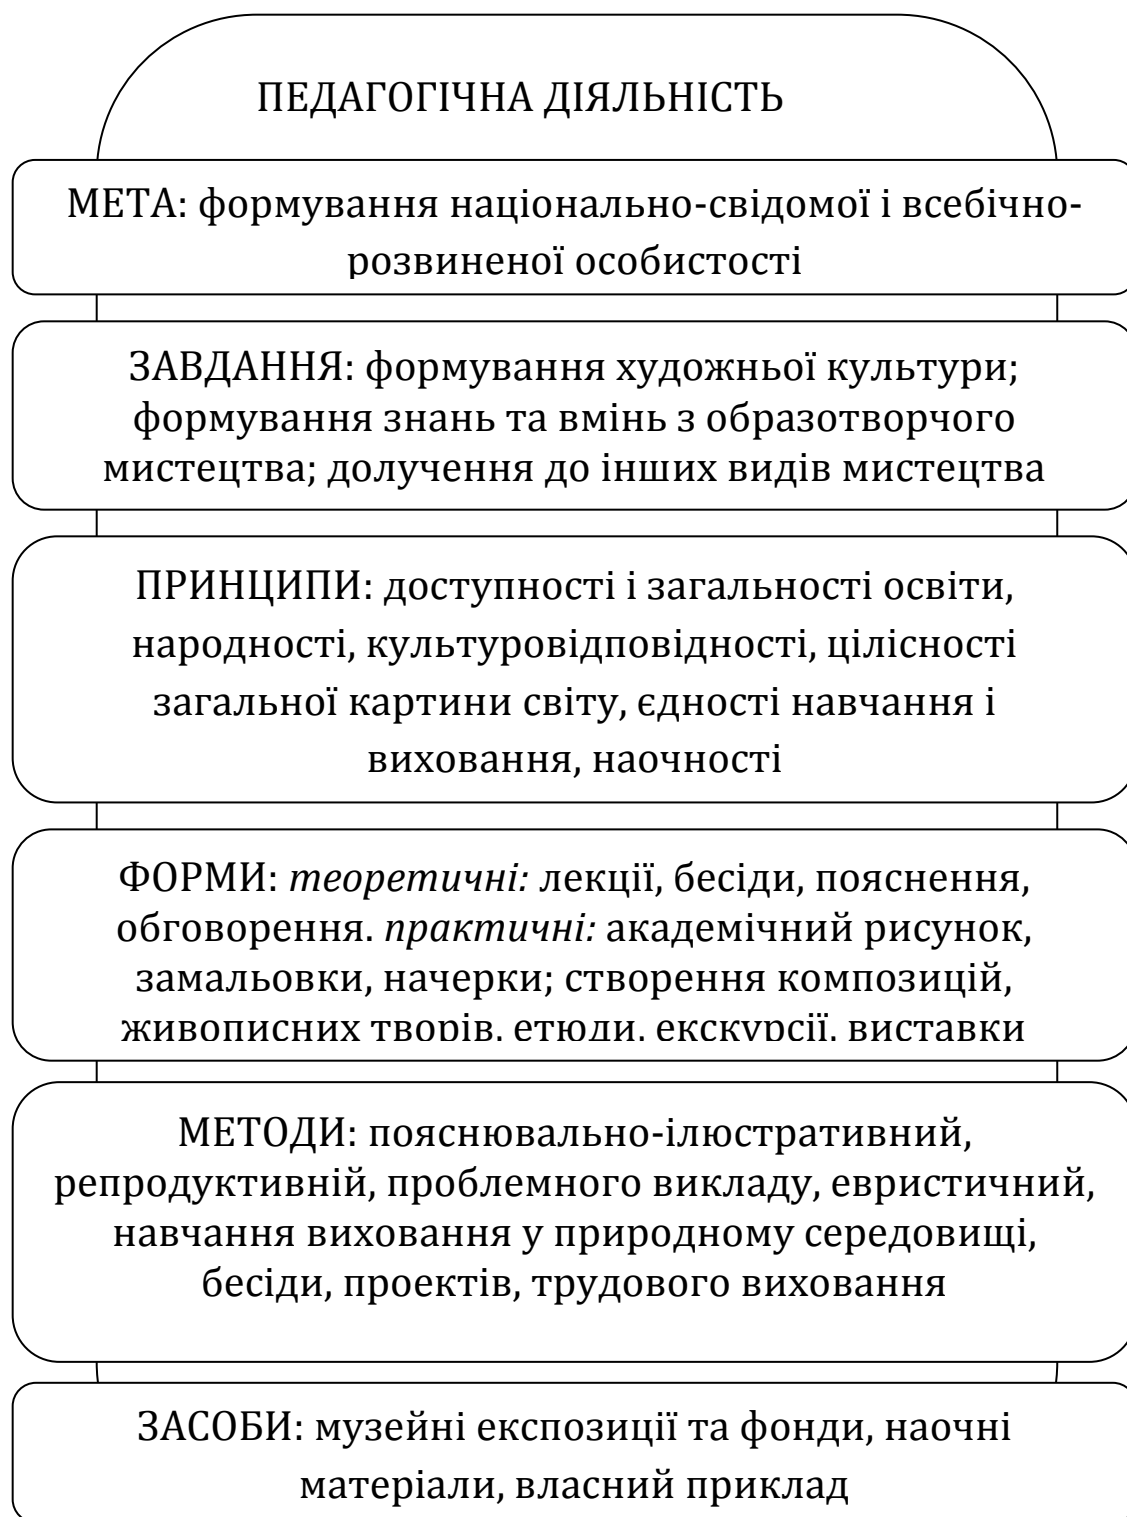 ПЕДАГОГІЧНА ДІЯЛЬНІСТЬ
МЕТА: формування національно-свідомої і всебічно-
розвиненої особистості
ЗАВДАННЯ: формування художньої культури;
формування знань та вмінь з образотворчого
мистецтва; долучення до інших видів мистецтва
ПРИНЦИПИ: доступності і загальності освіти,
народності, культуровідповідності, цілісності
загальної картини світу, єдності навчання і
виховання, наочності
ФОРМИ: теоретичні: лекції, бесіди, пояснення,
обговорення. практичні: академічний рисунок,
замальовки, начерки; створення композицій,
живописних творів, етюди, екскурсії, виставки
МЕТОДИ: пояснювально-ілюстративний,
репродуктивній, проблемного викладу, евристичний,
навчання виховання у природному середовищі,
бесіди, проектів, трудового виховання
ЗАСОБИ: музейні експозиції та фонди, наочні
матеріали, власний приклад